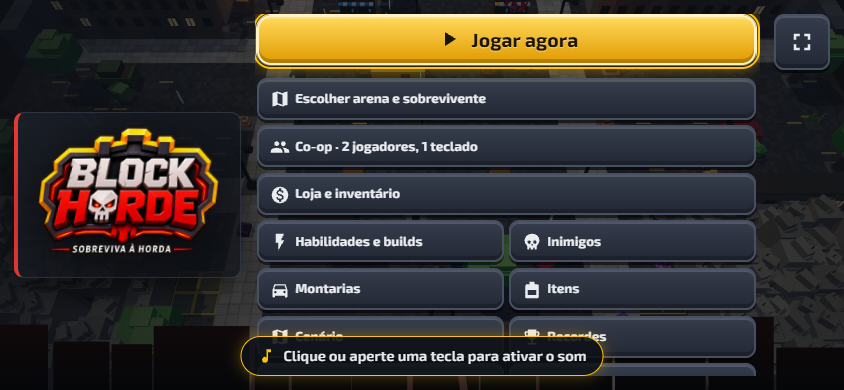 Jogar agora
Escolher arena e sobrevivente
Co-op · 2 jogadores, 1 teclado
Loja e inventário
BLOCK
HORDE
SOBREVIVA À HORDA
Habilidades e builds
Inimigos
Montarias
Itens
Cenário
Recordes
Clique ou aperte uma tecla para ativar o som